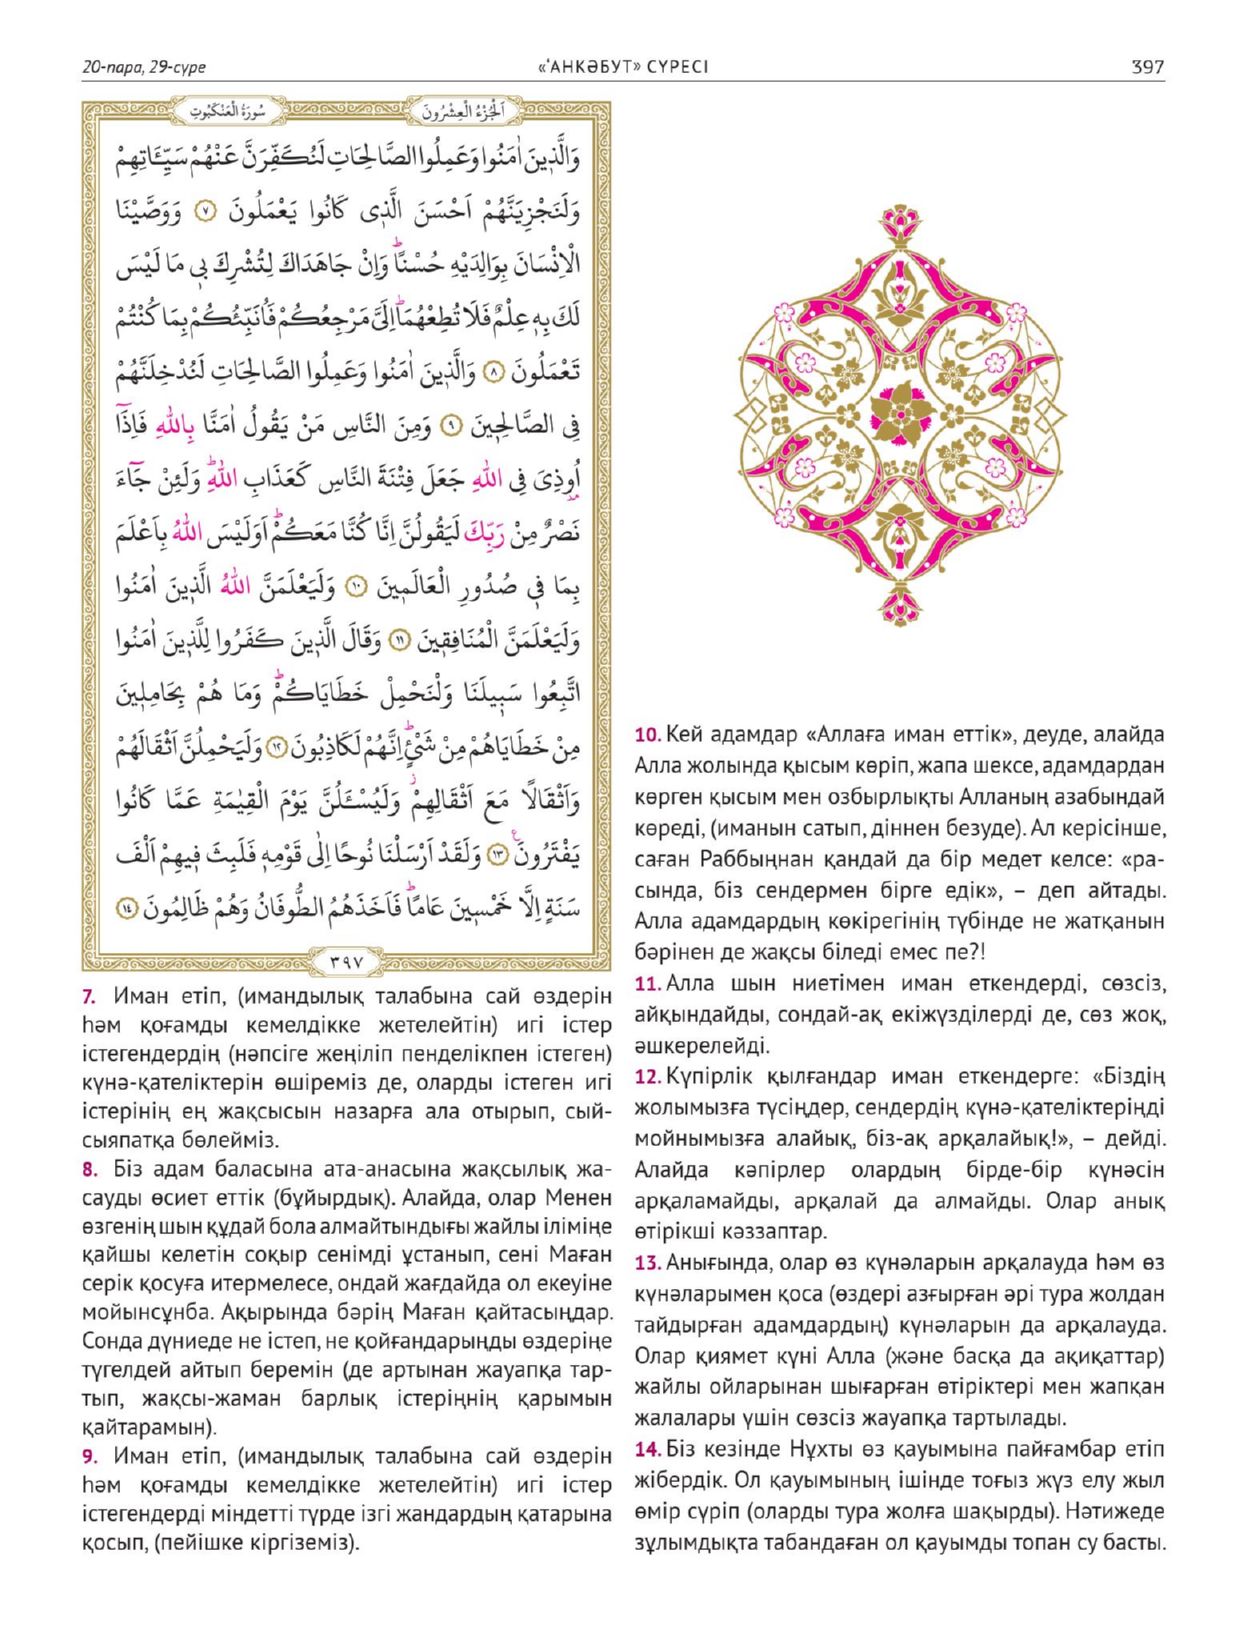 20-пара, 29-сүре
«‘АНКӘБУТ» СҮРЕСІ
397
سُورَةُ الْعَنْكَبُوتِ
اَلْجُزْءُ الْعِشْرُونَ
وَالَّذ۪ينَ اٰمَنُوا وَعَمِلُوا الصَّالِحَاتِ لَنُكَفِّرَنَّ عَنْهُمْ سَيِّـَٔاتِهِمْ
وَلَنَجْزِيَنَّهُمْ اَحْسَنَ الَّذ۪ى كَانُوا يَعْمَلُونَ ﴿٧﴾ وَوَصَّيْنَا
الْاِنْسَانَ بِوَالِدَيْهِ حُسْنًاۜ وَاِنْ جَاهَدَاكَ لِتُشْرِكَ ب۪ى مَا لَيْسَ
لَكَ بِه۪ عِلْمٌ فَلَا تُطِعْهُمَاۜ اِلَىَّ مَرْجِعُكُمْ فَاُنَبِّئُكُمْ بِمَا كُنْتُمْ
تَعْمَلُونَ ﴿٨﴾ وَالَّذ۪ينَ اٰمَنُوا وَعَمِلُوا الصَّالِحَاتِ لَنُدْخِلَنَّهُمْ
فِى الصَّالِح۪ينَ ﴿٩﴾ وَمِنَ النَّاسِ مَنْ يَقُولُ اٰمَنَّا بِاللّٰهِ فَاِذَٓا
اُو۫ذِىَ فِى اللّٰهِ جَعَلَ فِتْنَةَ النَّاسِ كَعَذَابِ اللّٰهِۜ وَلَئِنْ جَٓاءَ
نَصْرٌ مِنْ رَبِّكَ لَيَقُولُنَّ اِنَّا كُنَّا مَعَكُمْۜ اَوَلَيْسَ اللّٰهُ بِاَعْلَمَ
بِمَا ف۪ى صُدُورِ الْعَالَم۪ينَ ﴿١٠﴾ وَلَيَعْلَمَنَّ اللّٰهُ الَّذ۪ينَ اٰمَنُوا
وَلَيَعْلَمَنَّ الْمُنَافِق۪ينَ ﴿١١﴾ وَقَالَ الَّذ۪ينَ كَفَرُوا لِلَّذ۪ينَ اٰمَنُوا
اتَّبِعُوا سَب۪يلَنَا وَلْنَحْمِلْ خَطَايَاكُمْۜ وَمَا هُمْ بِحَامِل۪ينَ
مِنْ خَطَايَاهُمْ مِنْ شَىْءٍۜ اِنَّهُمْ لَكَاذِبُونَ ﴿١٢﴾ وَلَيَحْمِلُنَّ اَثْقَالَهُمْ
وَاَثْقَالًا مَعَ اَثْقَالِهِمْۘ وَلَيُسْـَٔلُنَّ يَوْمَ الْقِيٰمَةِ عَمَّا كَانُوا
يَفْتَرُونَ ﴿١٣﴾ وَلَقَدْ اَرْسَلْنَا نُوحًا اِلٰى قَوْمِه۪ فَلَبِثَ ف۪يهِمْ اَلْفَ
سَنَةٍ اِلَّا خَمْس۪ينَ عَامًاۜ فَاَخَذَهُمُ الطُّوفَانُ وَهُمْ ظَالِمُونَ ﴿١٤﴾
٣٩٧
7. Иман етіп, (имандылық талабына сай өздерін
һәм қоғамды кемелдікке жетелейтін) игі істер
істегендердің (нәпсіге жеңіліп пенделікпен істеген)
күнә-қателіктерін өшіреміз де, оларды істеген игі
істерінің ең жақсысын назарға ала отырып, сый-
сыяпатқа бөлейміз.
8. Біз адам баласына ата-анасына жақсылық жа-
сауды өсиет еттік (бұйырдық). Алайда, олар Менен
өзгенің шын құдай бола алмайтындығы жайлы іліміңе
қайшы келетін соқыр сенімді ұстанып, сені Маған
серік қосуға итермелесе, ондай жағдайда ол екеуіне
мойынсұнба. Ақырында бәрің Маған қайтасыңдар.
Сонда дүниеде не істеп, не қойғандарыңды өздеріңе
түгелдей айтып беремін (де артынан жауапқа тар-
тып, жақсы-жаман барлық істеріңнің қарымын
қайтарамын).
9. Иман етіп, (имандылық талабына сай өздерін
һәм қоғамды кемелдікке жетелейтін) игі істер
істегендерді міндетті түрде ізгі жандардың қатарына
қосып, (пейішке кіргіземіз).
10. Кей адамдар «Аллаға иман еттік», деуде, алайда
Алла жолында қысым көріп, жапа шексе, адамдардан
көрген қысым мен озбырлықты Алланың азабындай
көреді, (иманын сатып, діннен безуде). Ал керісінше,
саған Раббыңнан қандай да бір медет келсе: «ра-
сында, біз сендермен бірге едік», – деп айтады.
Алла адамдардың көкірегінің түбінде не жатқанын
бәрінен де жақсы біледі емес пе?!
11. Алла шын ниетімен иман еткендерді, сөзсіз,
айқындайды, сондай-ақ екіжүзділерді де, сөз жоқ,
әшкерелейді.
12. Күпірлік қылғандар иман еткендерге: «Біздің
жолымызға түсіңдер, сендердің күнә-қателіктеріңді
мойнымызға алайық, біз-ақ арқалайық!», – дейді.
Алайда кәпірлер олардың бірде-бір күнәсін
арқаламайды, арқалай да алмайды. Олар анық
өтірікші кәззаптар.
13. Анығында, олар өз күнәларын арқалауда һәм өз
күнәларымен қоса (өздері азғырған әрі тура жолдан
тайдырған адамдардың) күнәларын да арқалауда.
Олар қиямет күні Алла (және басқа да ақиқаттар)
жайлы ойларынан шығарған өтіріктері мен жапқан
жалалары үшін сөзсіз жауапқа тартылады.
14. Біз кезінде Нұхты өз қауымына пайғамбар етіп
жібердік. Ол қауымының ішінде тоғыз жүз елу жыл
өмір сүріп (оларды тура жолға шақырды). Нәтижеде
зұлымдықта табандаған ол қауымды топан су басты.